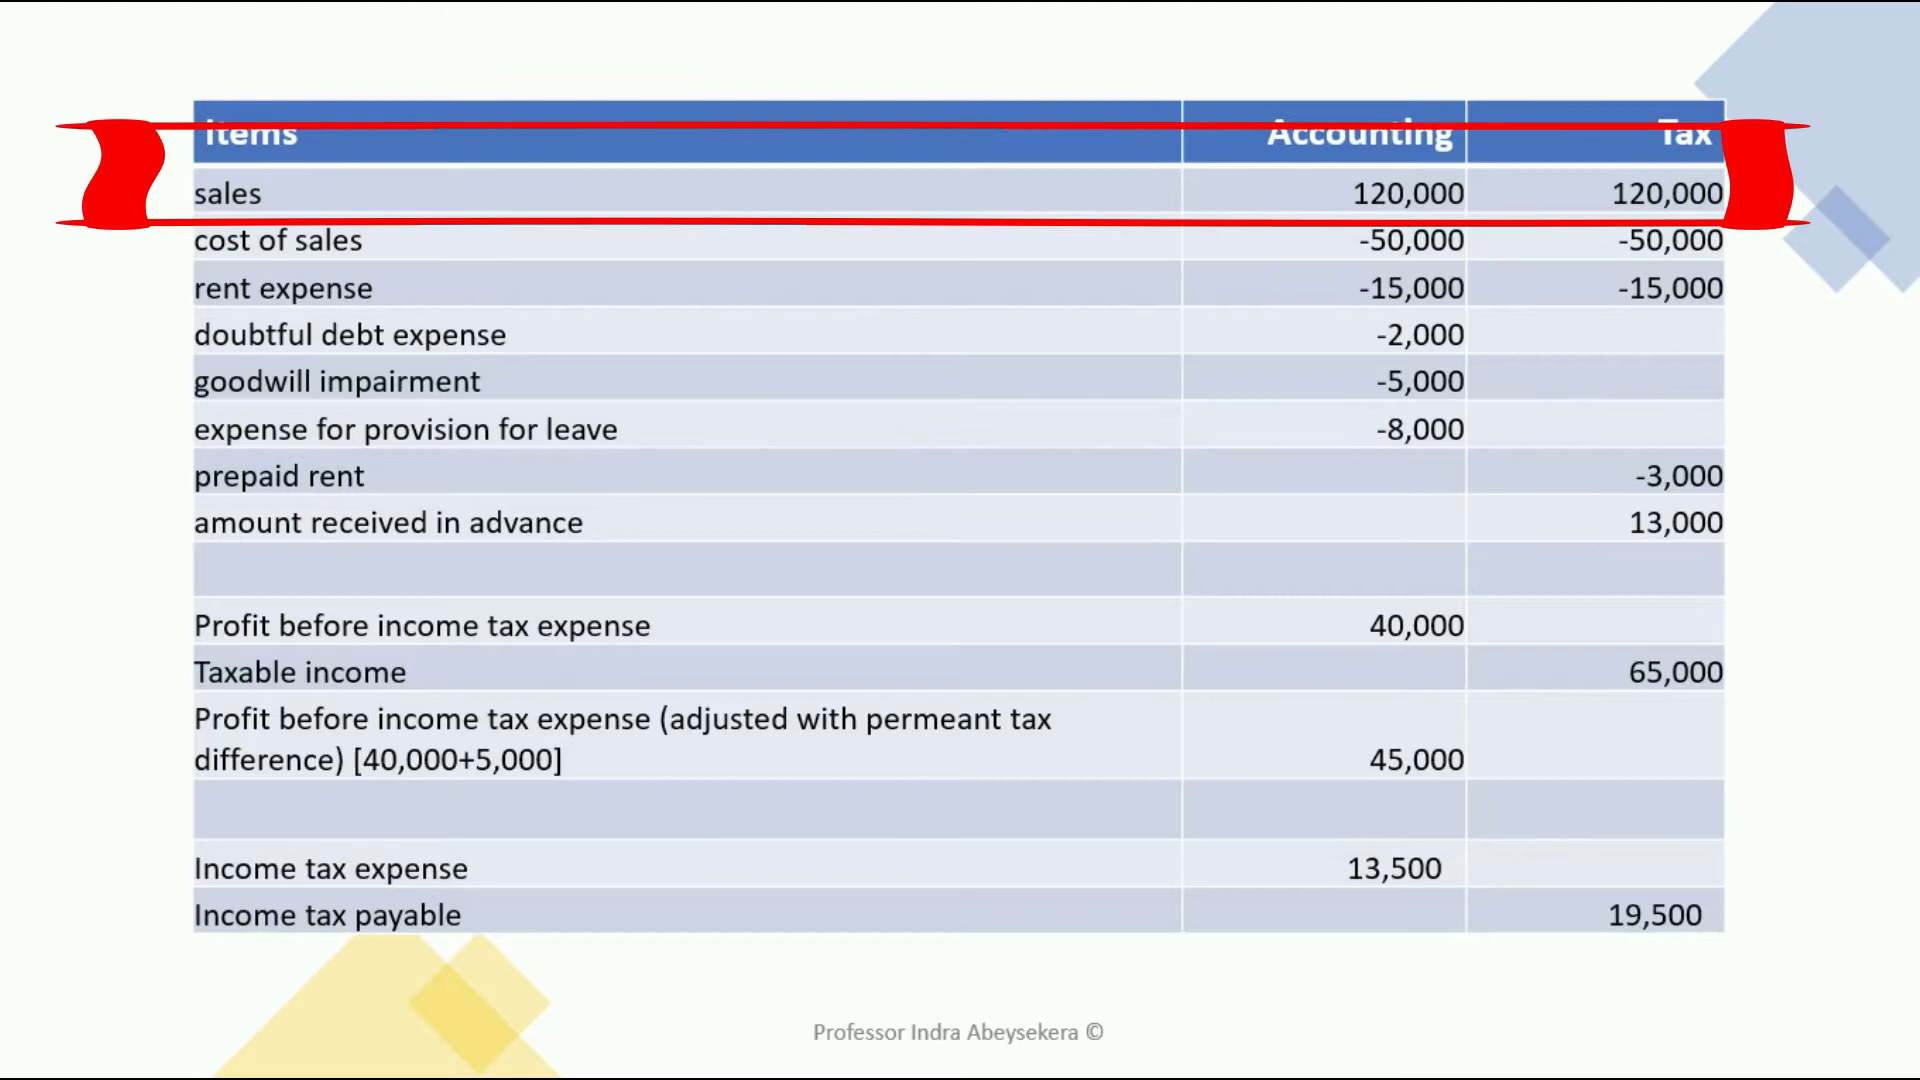 Items Accounting Tax
sales 120,000 120,000
cost of sales -50,000 -50,000
rent expense -15,000 -15,000
doubtful debt expense -2,000
goodwill impairment -5,000
expense for provision for leave -8,000
prepaid rent -3,000
amount received in advance 13,000
Profit before income tax expense 40,000
Taxable income 65,000
Profit before income tax expense (adjusted with permeant tax
difference) [40,000+5,000] 45,000
Income tax expense 13,500
Income tax payable 19,500
Professor Indra Abeysekera ©